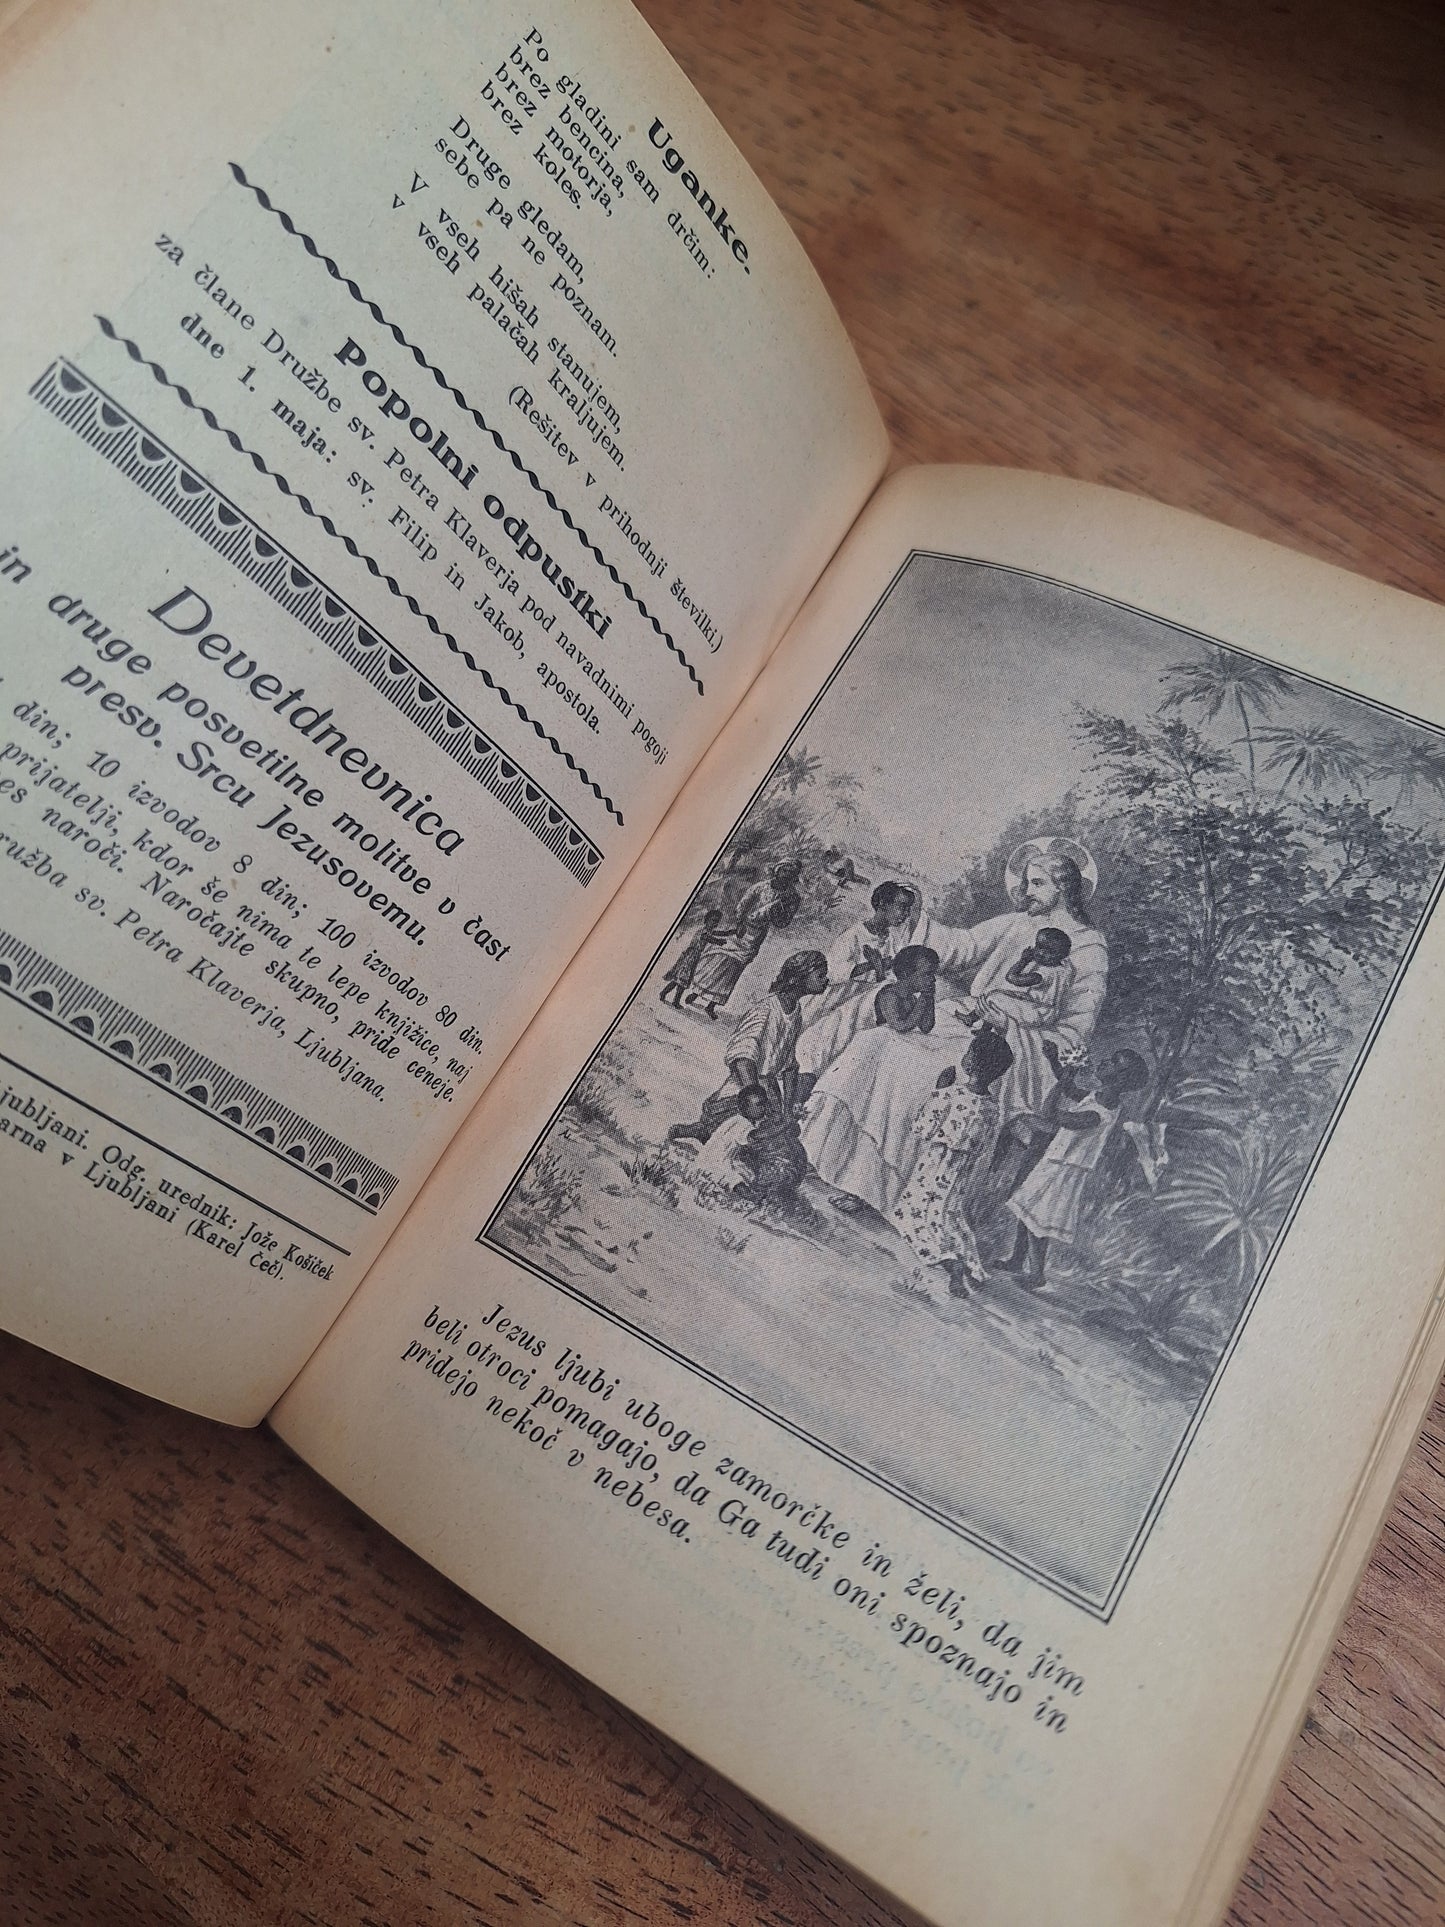 Uganke.
Po gladini sam drčim:
brez bencina,
brez motorja,
brez koles.
Druge gledam,
sebe pa ne poznam.
V vseh hišah stanujem,
v vseh palačah kraljujem.
(Rešitev v prihodnji številki.)
Popolni odpustki
za člane Družbe sv. Petra Klaverja pod navadnimi pogoji
dne 1. maja: sv. Filip in Jakob, apostola.
Devetdnevnica
in druge posvetilne molitve v čast
presv. Srcu Jezusovemu.
din; 10 izvodov 8 din; 100 izvodov 80 din.
prijatelji, kdor še nima te lepe knjižice, naj
naroči. Naročajte skupno, pride ceneje.
sv. Petra Klaverja, Ljubljana.
Odg. urednik: Jože Košiček
v Ljubljani (Karel Čeč).
Jezus ljubi uboge zamorčke in želi, da jim
beli otroci pomagajo, da Ga tudi oni spoznajo in
pridejo nekoč v nebesa.